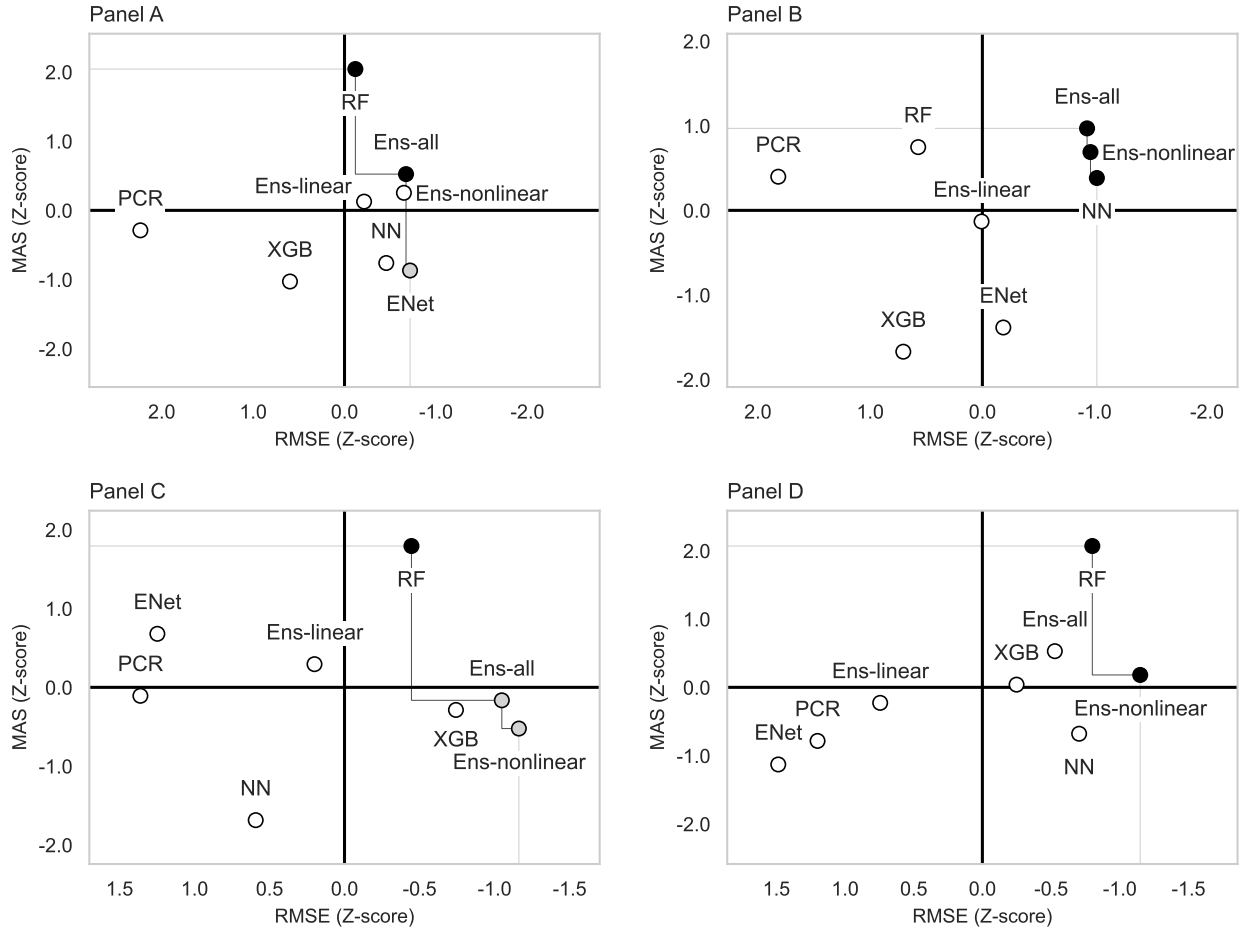 Panel A
2.0
1.0
0.0
-1.0
-2.0
MAS (Z-score)
RF
Ens-all
Ens-linear
Ens-nonlinear
PCR
NN
XGB
ENet
2.0 1.0 0.0 -1.0 -2.0
RMSE (Z-score)
Panel B
2.0
1.0
0.0
-1.0
-2.0
MAS (Z-score)
Ens-all
RF
PCR
Ens-nonlinear
Ens-linear
NN
ENet
XGB
2.0 1.0 0.0 -1.0 -2.0
RMSE (Z-score)
Panel C
2.0
1.0
0.0
-1.0
-2.0
MAS (Z-score)
RF
ENet
Ens-linear
PCR
Ens-all
XGB
Ens-nonlinear
NN
1.5 1.0 0.5 0.0 -0.5 -1.0 -1.5
RMSE (Z-score)
Panel D
2.0
1.0
0.0
-1.0
-2.0
MAS (Z-score)
RF
Ens-all
XGB
Ens-linear
PCR
Ens-nonlinear
ENet
NN
1.5 1.0 0.5 0.0 -0.5 -1.0 -1.5
RMSE (Z-score)